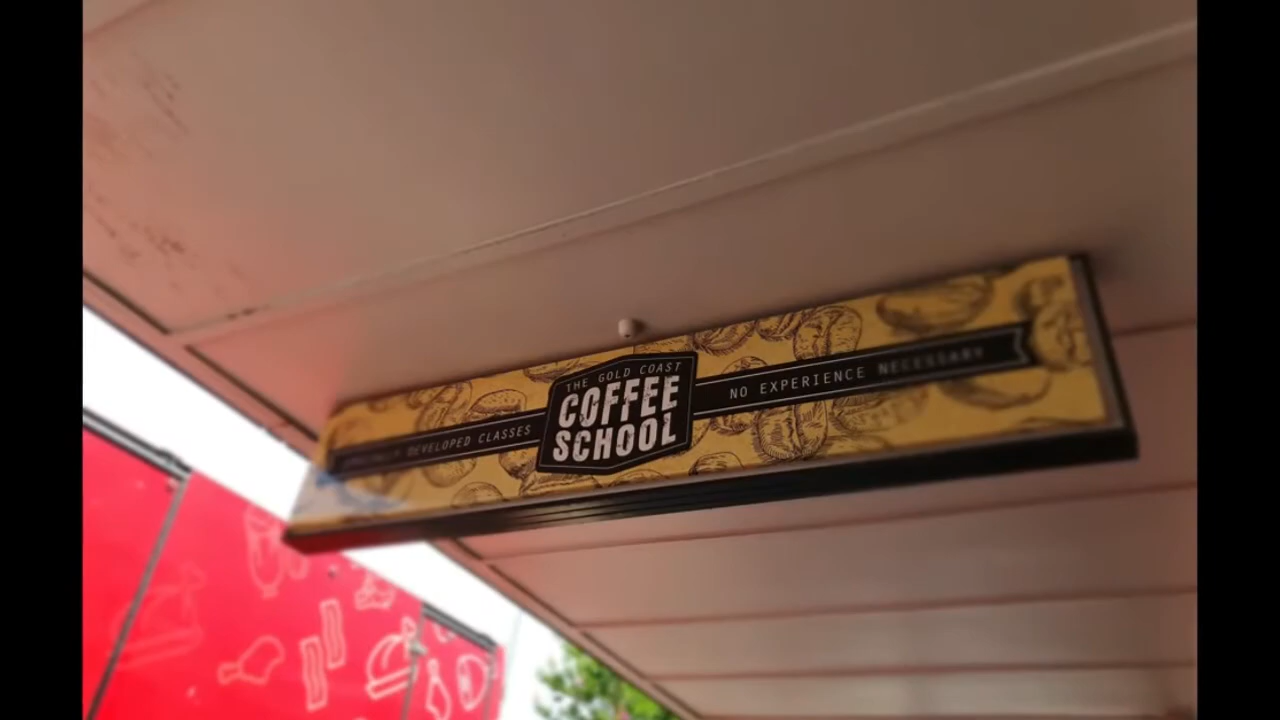 THE GOLD COAST
COFFEE
SCHOOL
DEVELOPED CLASSES
NO EXPERIENCE NECESSARY